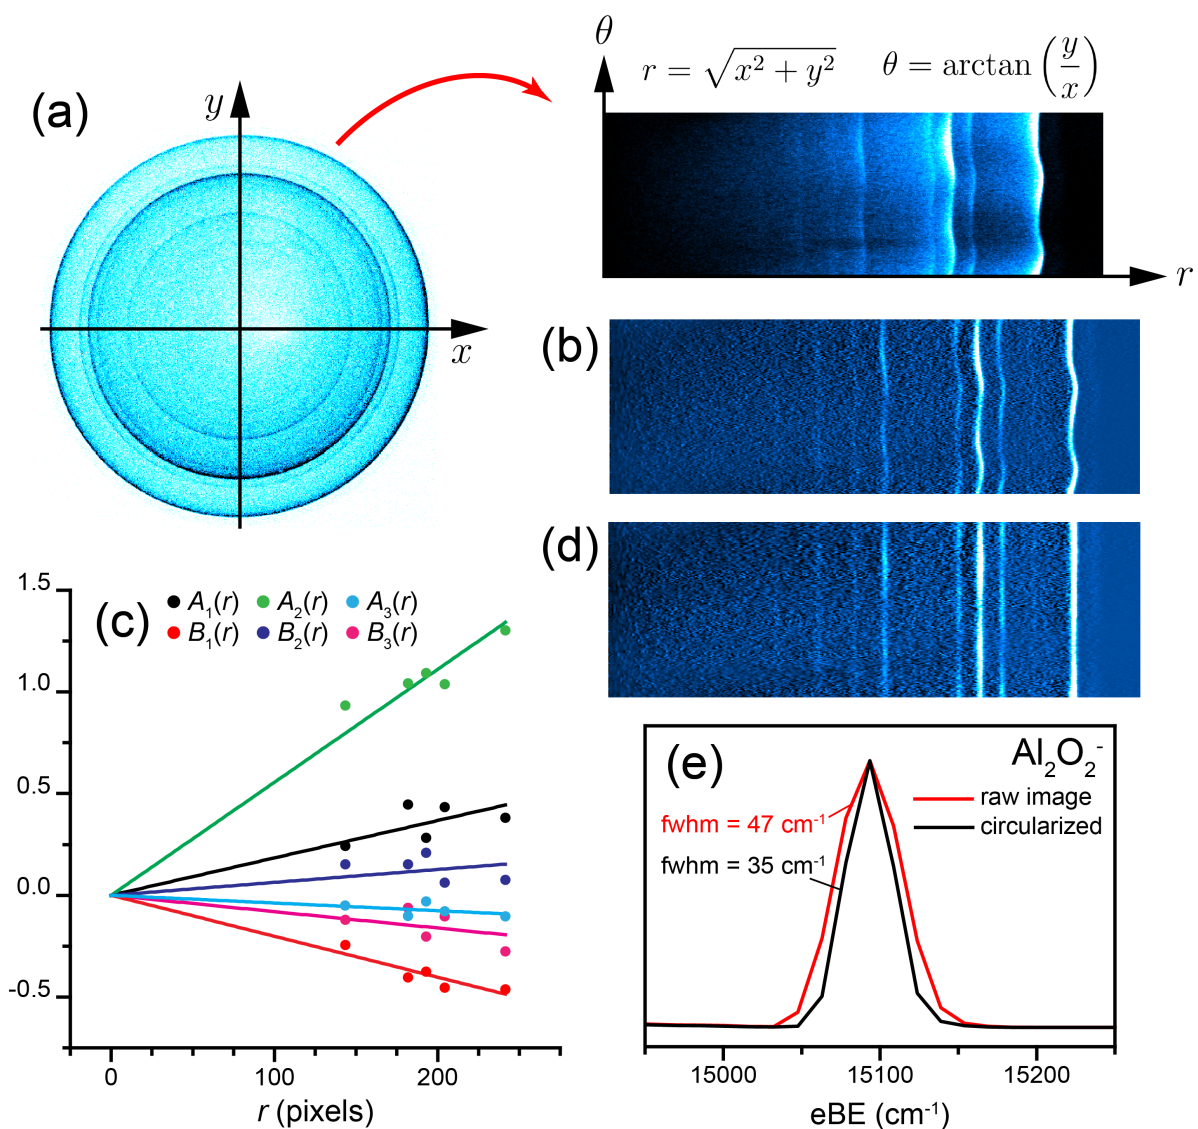 (a)
y
x
θ
r = √(x² + y²) θ = arctan (y/x)
r
(b)
(d)
(c)
A₁(r) A₂(r) A₃(r)
B₁(r) B₂(r) B₃(r)
1.5
1.0
0.5
0.0
-0.5
0 100 200
r (pixels)
(e)
Al₂O₂⁻
raw image
circularized
fwhm = 47 cm⁻¹
fwhm = 35 cm⁻¹
15000 15100 15200
eBE (cm⁻¹)